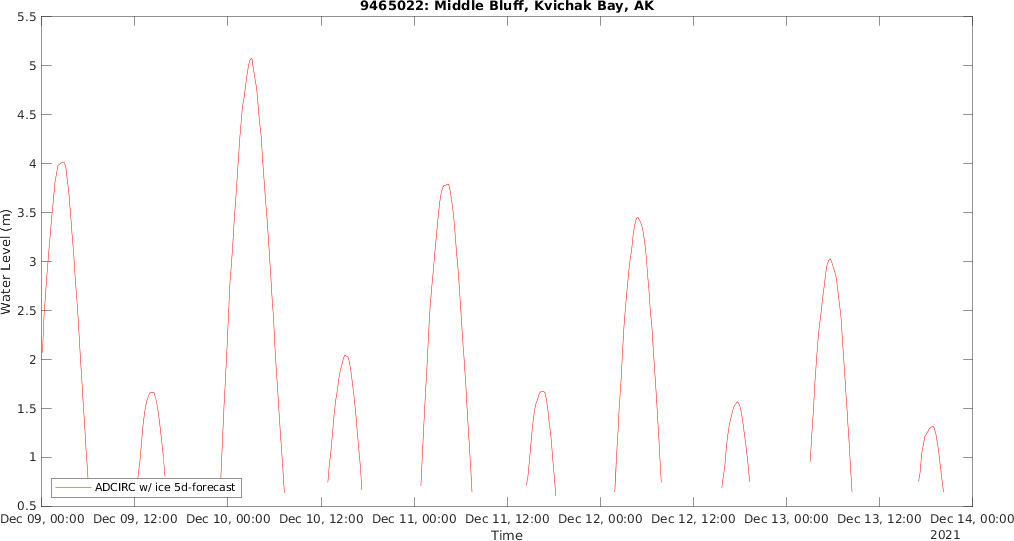 9465022: Middle Bluff, Kvichak Bay, AK
Water Level (m)
5.5
5
4.5
4
3.5
3
2.5
2
1.5
1
0.5
ADCIRC w/ ice 5d-forecast
Dec 09, 00:00 Dec 09, 12:00 Dec 10, 00:00 Dec 10, 12:00 Dec 11, 00:00 Dec 11, 12:00 Dec 12, 00:00 Dec 12, 12:00 Dec 13, 00:00 Dec 13, 12:00 Dec 14, 00:00
Time
2021